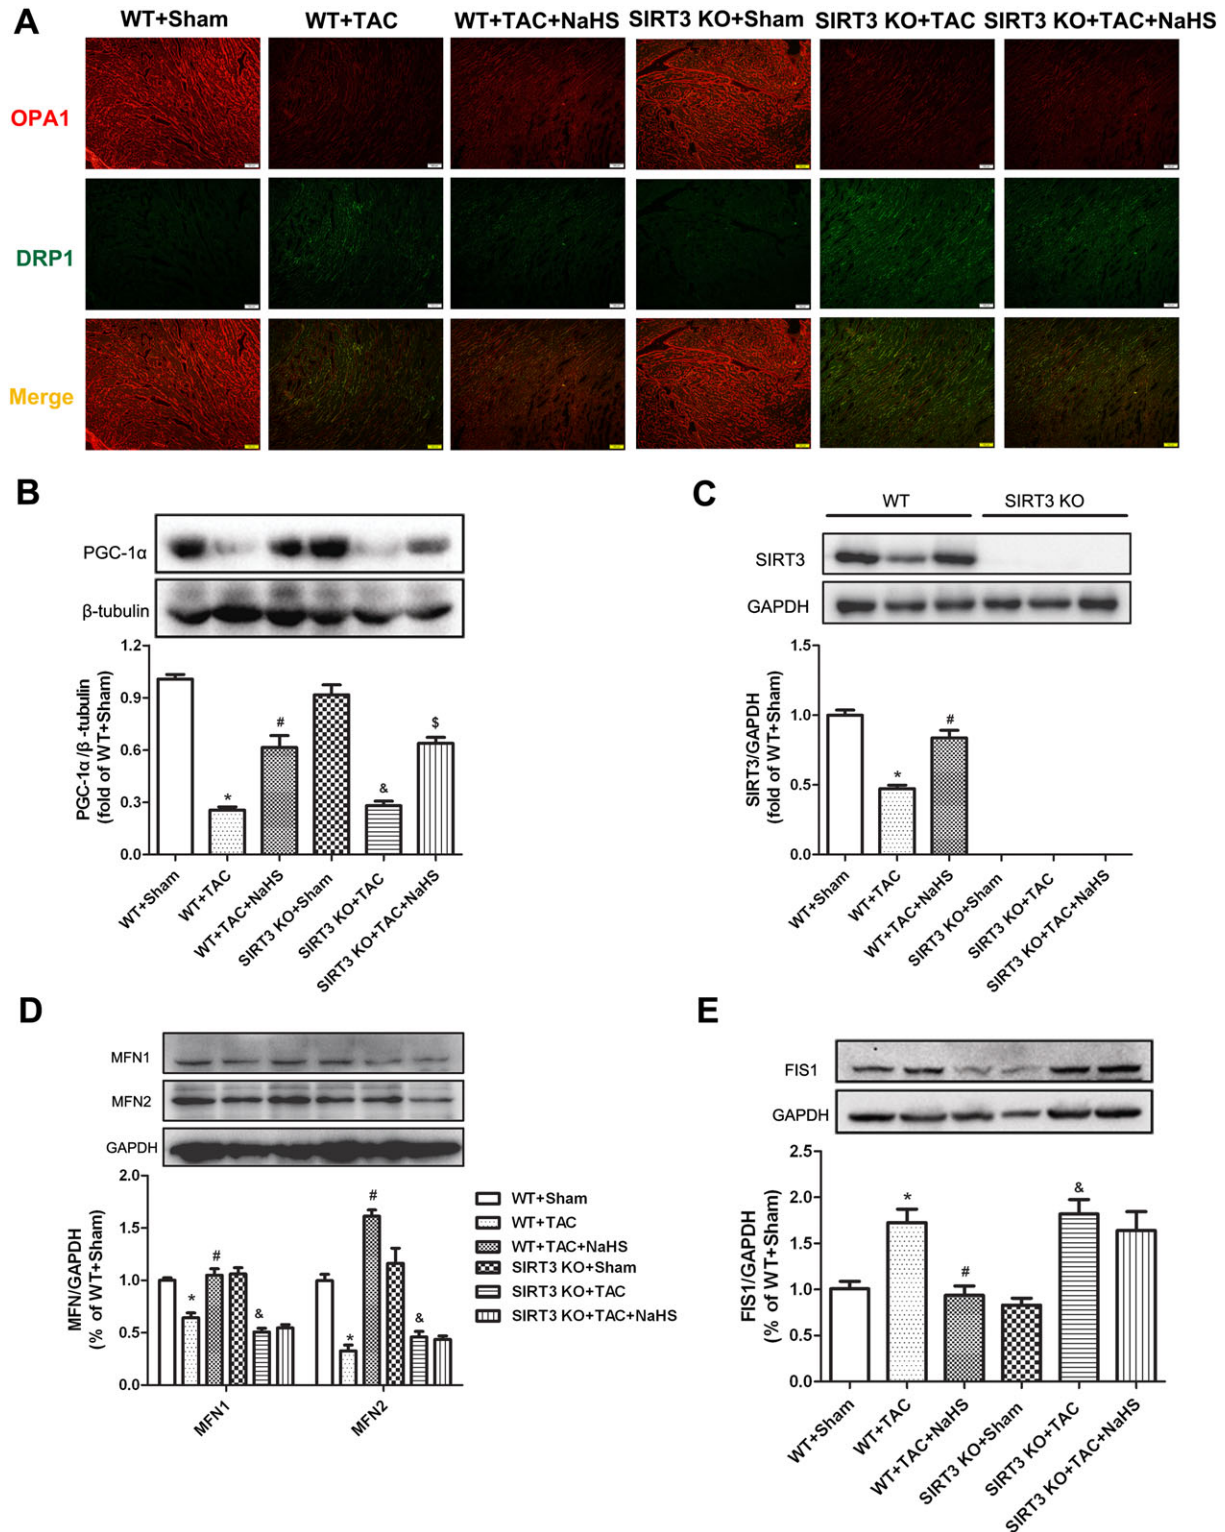 A
WT+Sham WT+TAC WT+TAC+NaHS SIRT3 KO+Sham SIRT3 KO+TAC SIRT3 KO+TAC+NaHS
OPA1
DRP1
Merge
B
PGC-1α
β-tubulin
PGC-1α/β-tubulin
(fold of WT+Sham)
1.2
0.9
0.6
0.3
0.0
*
#
&
$
WT+Sham
WT+TAC
WT+TAC+NaHS
SIRT3 KO+Sham
SIRT3 KO+TAC
SIRT3 KO+TAC+NaHS
C
WT SIRT3 KO
SIRT3
GAPDH
SIRT3/GAPDH
(fold of WT+Sham)
1.5
1.0
0.5
0.0
*
#
WT+Sham
WT+TAC
WT+TAC+NaHS
SIRT3 KO+Sham
SIRT3 KO+TAC
SIRT3 KO+TAC+NaHS
D
MFN1
MFN2
GAPDH
MFN/GAPDH
(% of WT+Sham)
2.0
1.5
1.0
0.5
0.0
*
#
&
*
#
&
MFN1
MFN2
WT+Sham
WT+TAC
WT+TAC+NaHS
SIRT3 KO+Sham
SIRT3 KO+TAC
SIRT3 KO+TAC+NaHS
E
FIS1
GAPDH
FIS1/GAPDH
(% of WT+Sham)
2.5
2.0
1.5
1.0
0.5
0.0
*
#
&
WT+Sham
WT+TAC
WT+TAC+NaHS
SIRT3 KO+Sham
SIRT3 KO+TAC
SIRT3 KO+TAC+NaHS